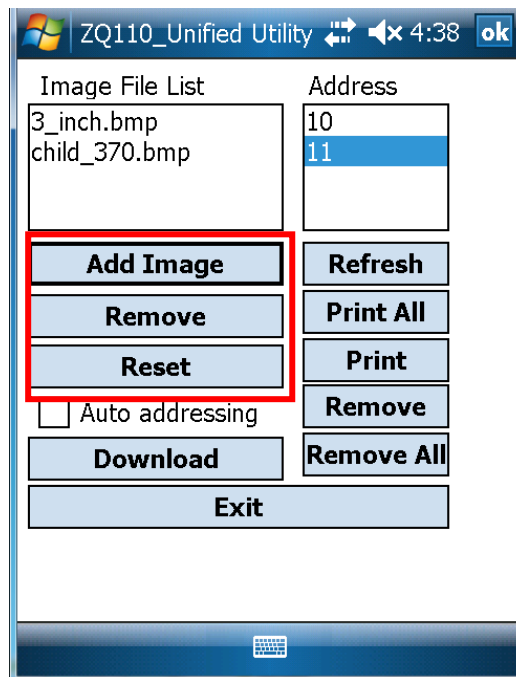 ZQ110_Unified Utility 4:38 ok
Image File List
Address
3_inch.bmp
child_370.bmp
10
11
Add Image
Refresh
Remove
Print All
Reset
Print
Auto addressing
Remove
Download
Remove All
Exit